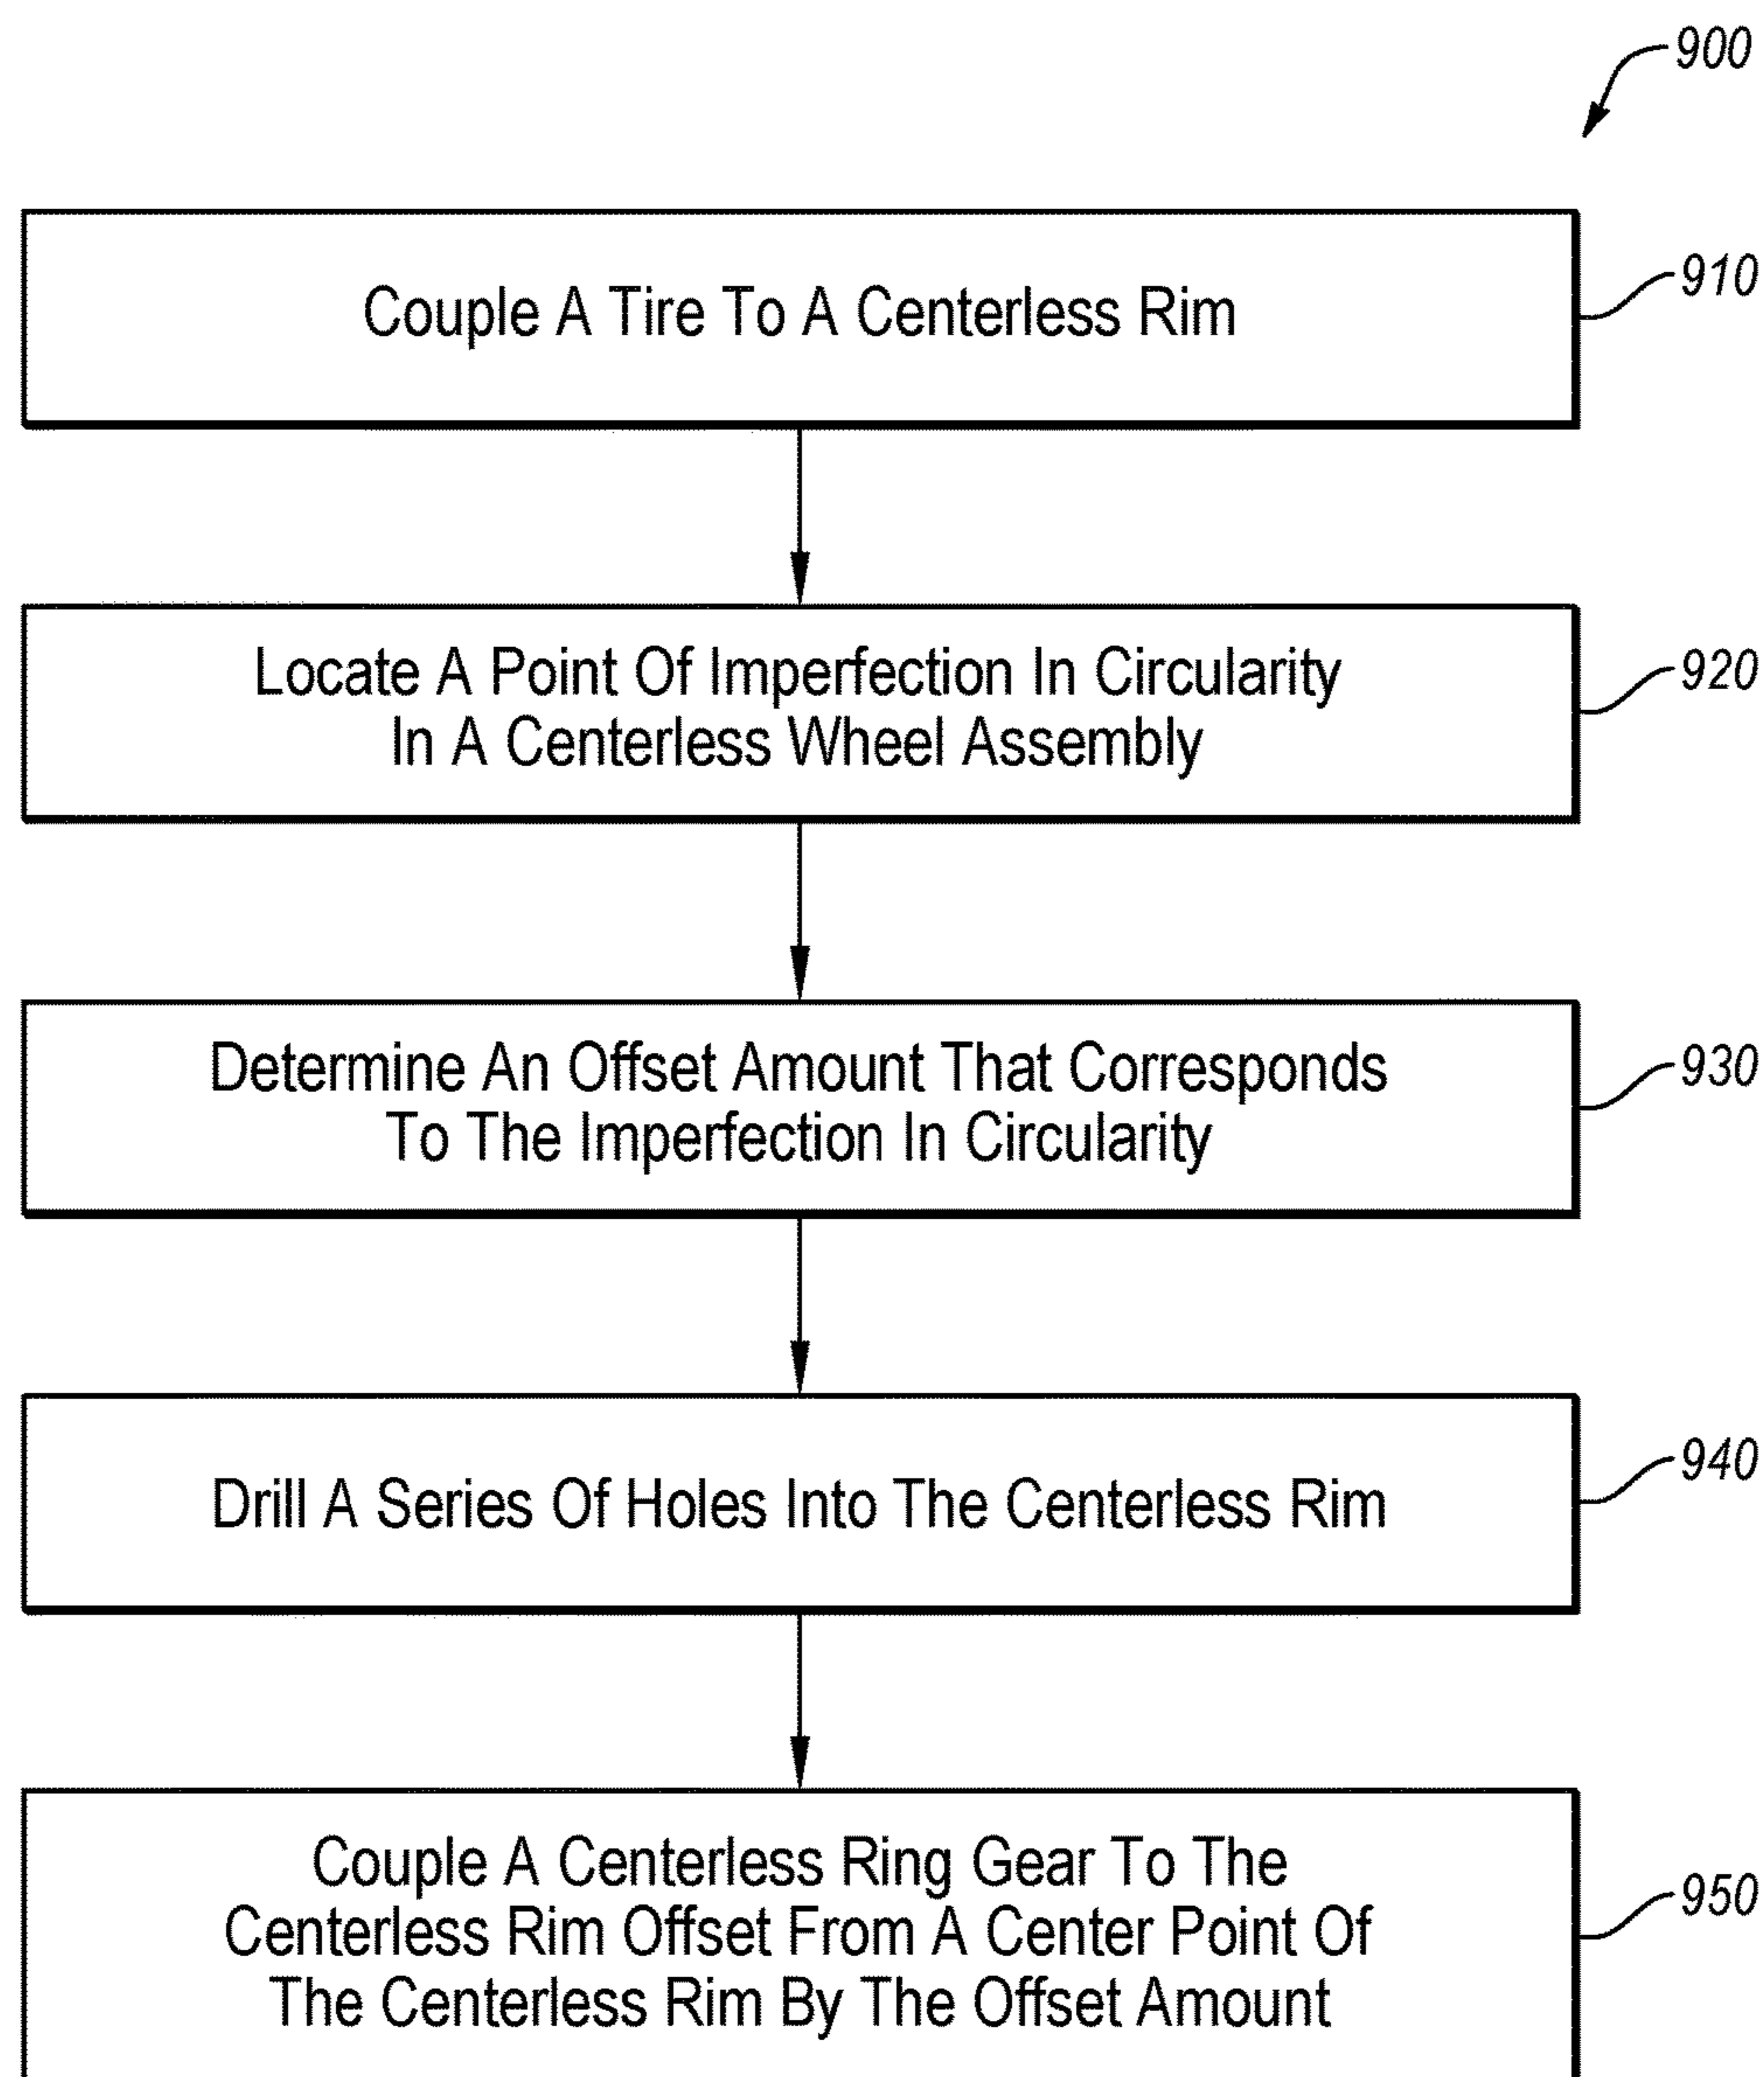 900
Couple A Tire To A Centerless Rim
910
Locate A Point Of Imperfection In Circularity
In A Centerless Wheel Assembly
920
Determine An Offset Amount That Corresponds
To The Imperfection In Circularity
930
Drill A Series Of Holes Into The Centerless Rim
940
Couple A Centerless Ring Gear To The
Centerless Rim Offset From A Center Point Of
The Centerless Rim By The Offset Amount
950